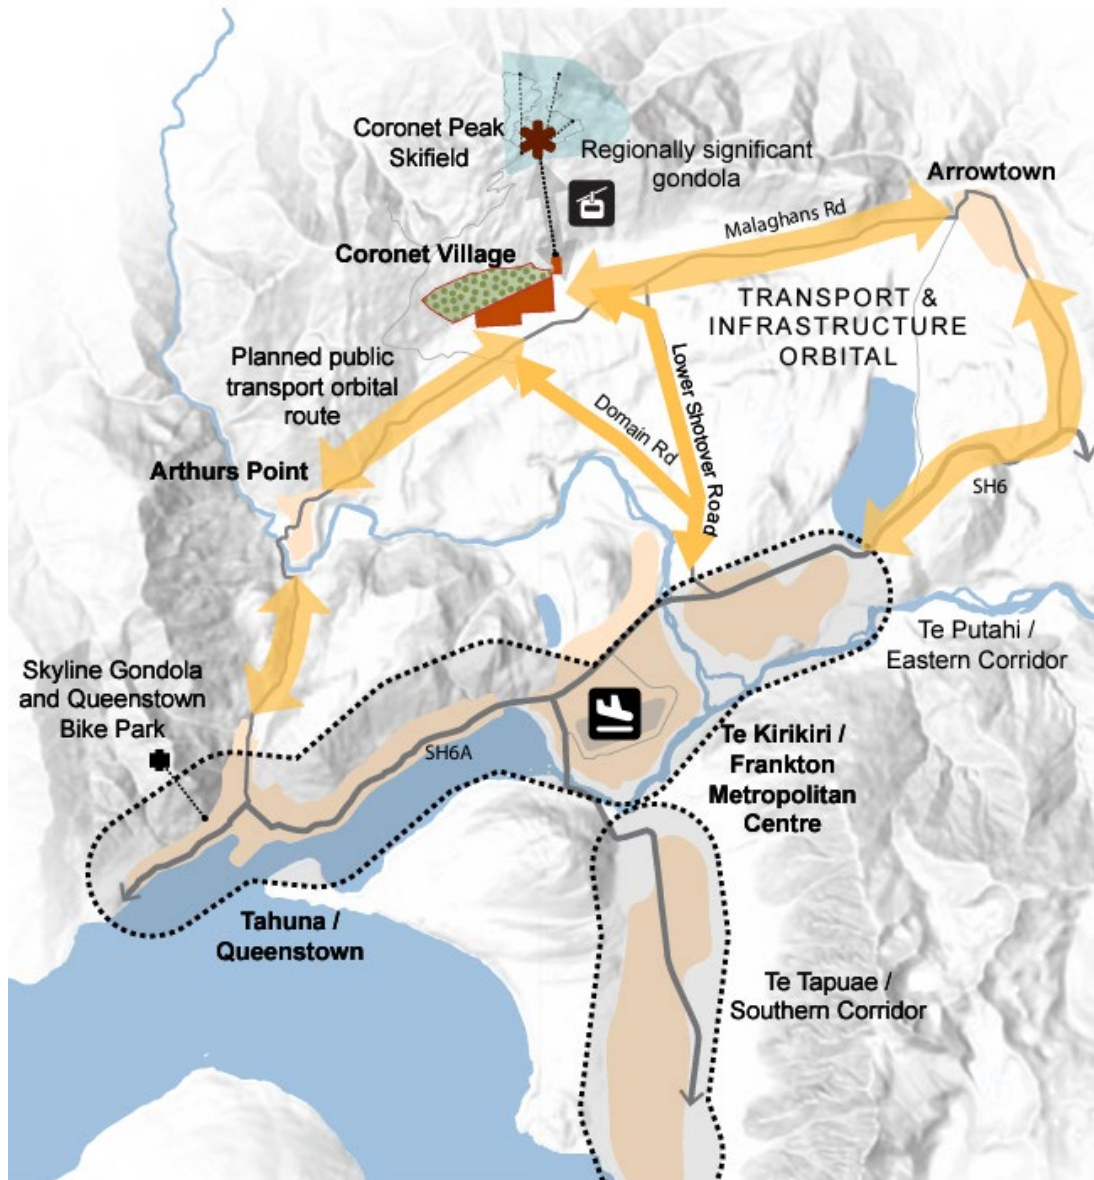 Coronet Peak
Skifield
Regionally significant
gondola
Arrowtown
Malaghans Rd
Coronet Village
TRANSPORT &
INFRASTRUCTURE
ORBITAL
Planned public
transport orbital
route
Lower Shotover Road
Domain Rd
Arthurs Point
SH6
Te Putahi /
Eastern Corridor
Skyline Gondola
and Queenstown
Bike Park
SH6A
Te Kirikiri /
Frankton
Metropolitan
Centre
Tahuna /
Queenstown
Te Tapuae /
Southern Corridor